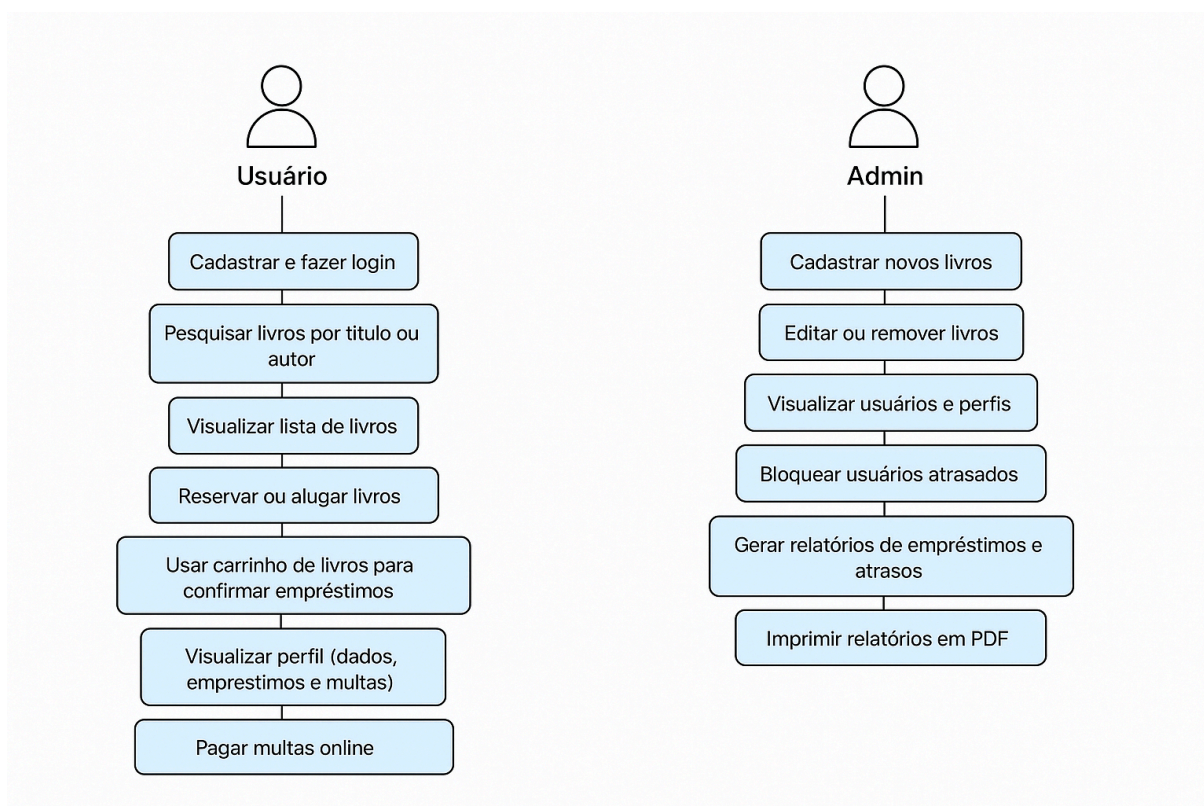 Usuário
Cadastrar e fazer login
Pesquisar livros por titulo ou
autor
Visualizar lista de livros
Reservar ou alugar livros
Usar carrinho de livros para
confirmar empréstimos
Visualizar perfil (dados,
emprestimos e multas)
Pagar multas online
Admin
Cadastrar novos livros
Editar ou remover livros
Visualizar usuários e perfis
Bloquear usuários atrasados
Gerar relatórios de empréstimos e
atrasos
Imprimir relatórios em PDF